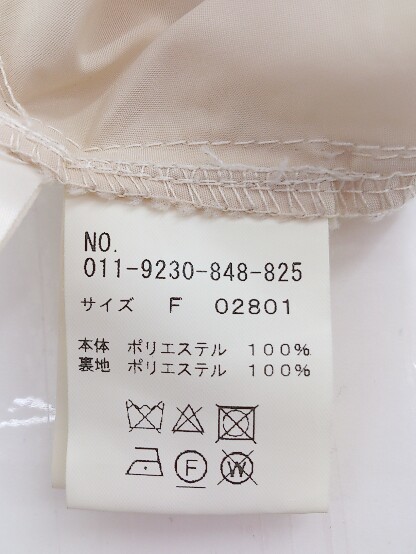 NO.
011-9230-848-825
サイズ F 02801
本体 ポリエステル 100%
裏地 ポリエステル 100%
F W